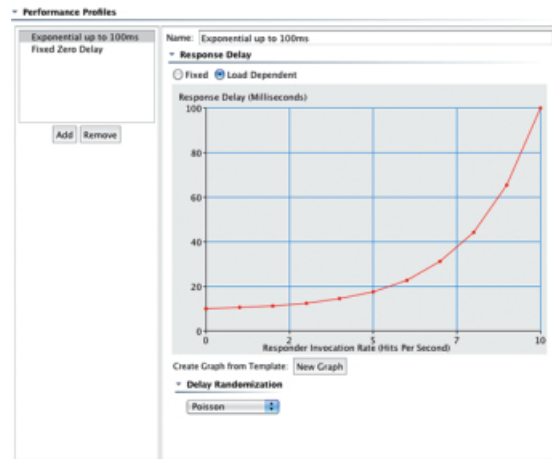 Performance Profiles
Exponential up to 100ms
Fixed Zero Delay
Add Remove
Name: Exponential up to 100ms
Response Delay
Fixed Load Dependent
Response Delay (Milliseconds)
100
80
60
40
20
0
0 2 5 7 10
Responder Invocation Rate (Hits Per Second)
Create Graph from Template: New Graph
Delay Randomization
Poisson